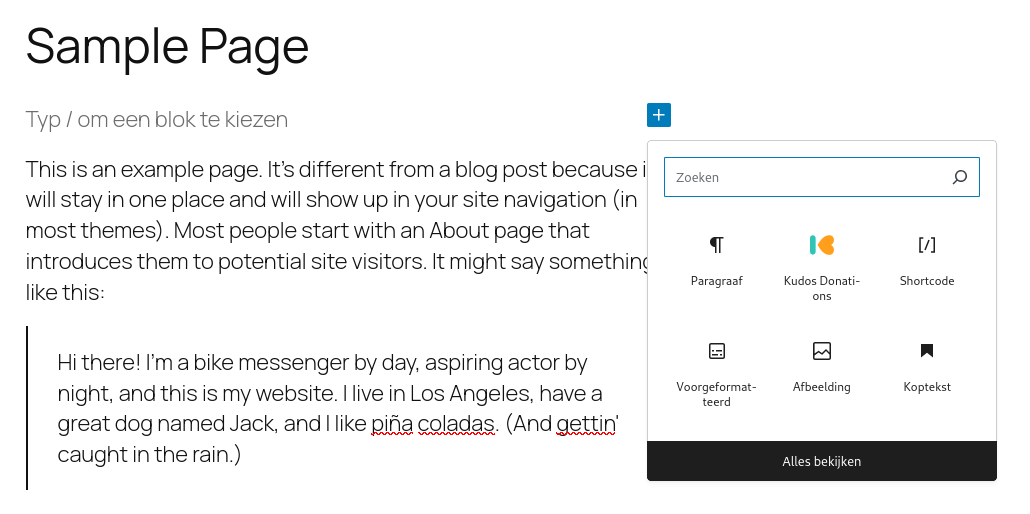 Sample Page
Typ / om een blok te kiezen
This is an example page. It's different from a blog post because i
will stay in one place and will show up in your site navigation (in
most themes). Most people start with an About page that
introduces them to potential site visitors. It might say something
like this:
Hi there! I'm a bike messenger by day, aspiring actor by
night, and this is my website. I live in Los Angeles, have a
great dog named Jack, and I like piña coladas. (And gettin'
caught in the rain.)
Zoeken
Paragraaf
Kudos Donati-
ons
Shortcode
Voorgeformat-
teerd
Afbeelding
Koptekst
Alles bekijken